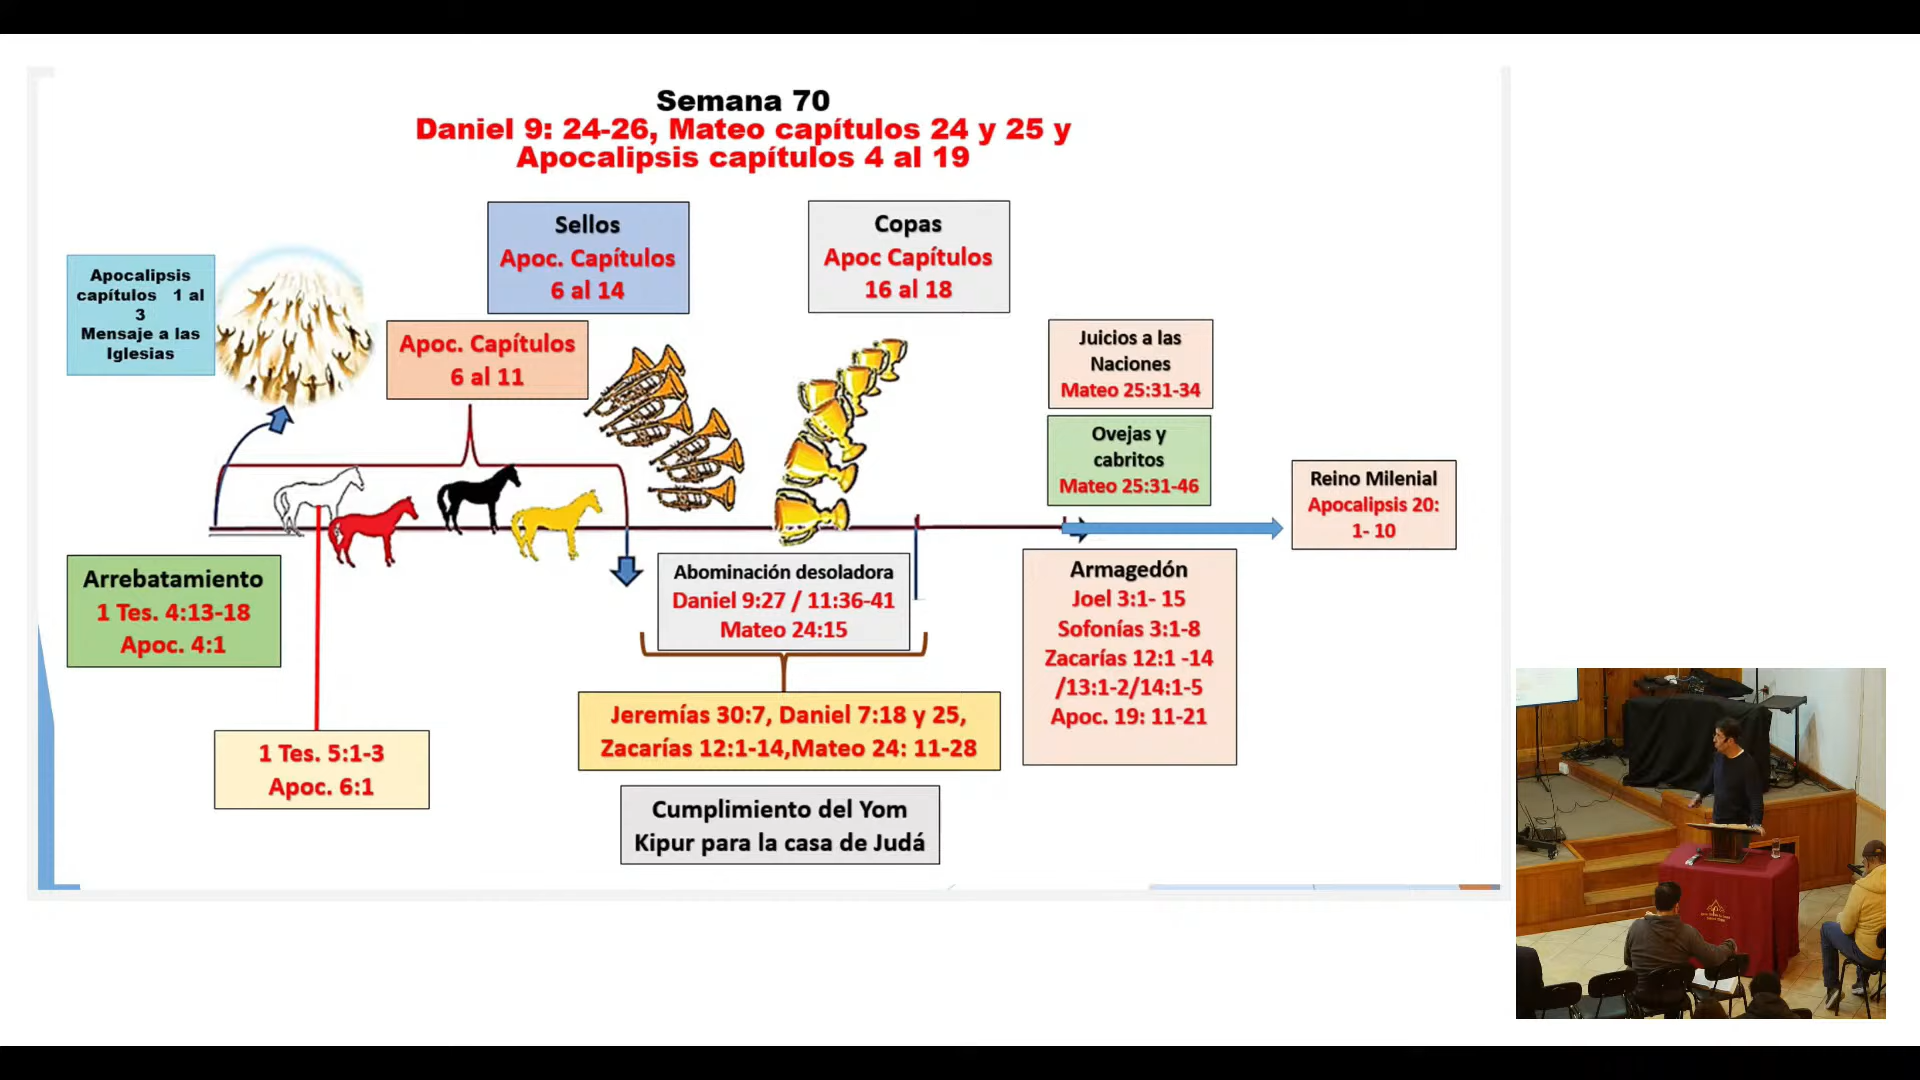 Semana 70
Daniel 9: 24-26, Mateo capítulos 24 y 25 y
Apocalipsis capítulos 4 al 19
Apocalipsis
capítulos 1 al
3
Mensaje a las
Iglesias
Sellos
Apoc. Capítulos
6 al 14
Copas
Apoc Capítulos
16 al 18
Apoc. Capítulos
6 al 11
Juicios a las
Naciones
Mateo 25:31-34
Ovejas y
cabritos
Mateo 25:31-46
Reino Milenial
Apocalipsis 20:
1- 10
Arrebatamiento
1 Tes. 4:13-18
Apoc. 4:1
Abominación desoladora
Daniel 9:27 / 11:36-41
Mateo 24:15
Armagedón
Joel 3:1- 15
Sofonías 3:1-8
Zacarías 12:1 -14
/13:1-2/14:1-5
Apoc. 19: 11-21
1 Tes. 5:1-3
Apoc. 6:1
Jeremías 30:7, Daniel 7:18 y 25,
Zacarías 12:1-14,Mateo 24: 11-28
Cumplimiento del Yom
Kipur para la casa de Judá